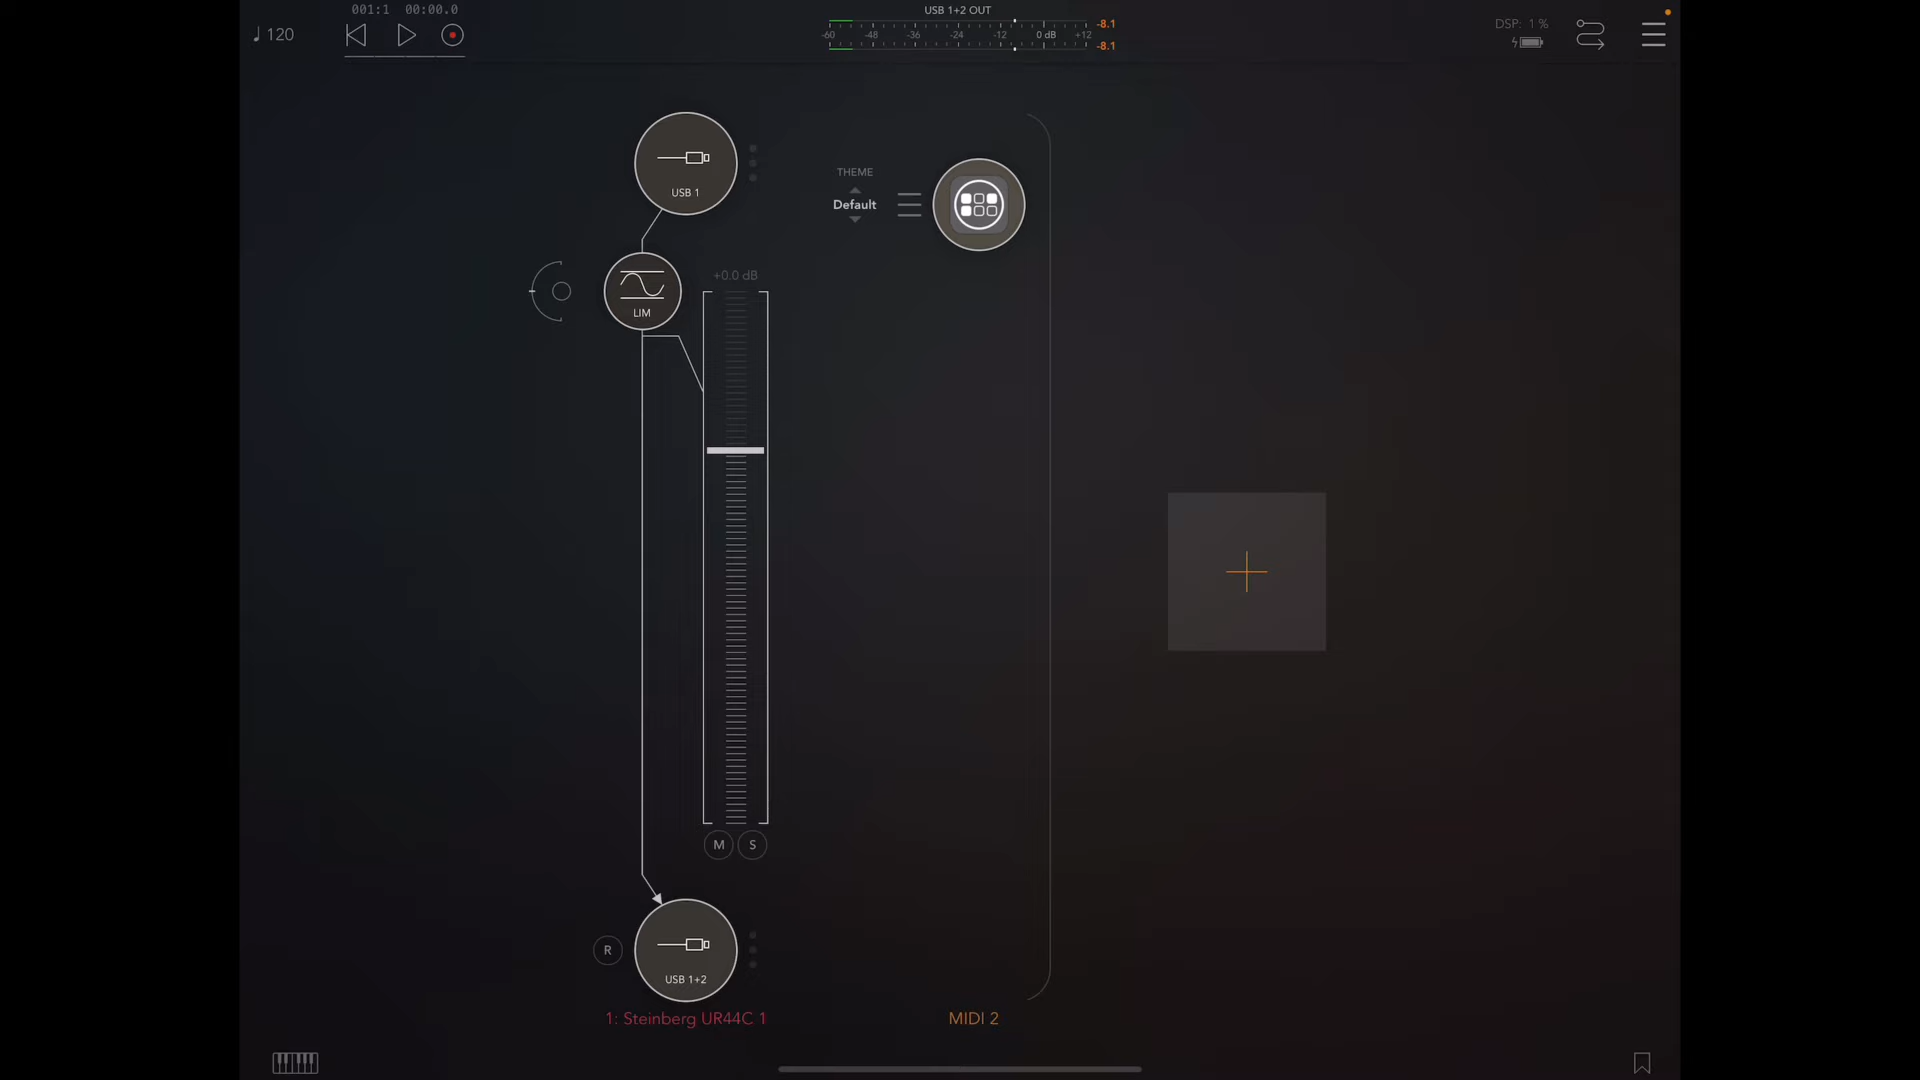 001:1 00:00.0
120
USB 1+2 OUT
-8.1
-60 -48 -36 -24 -12 0 dB +12
-8.1
DSP: 1 %
USB 1
THEME
Default
LIM
+0.0 dB
M S
R
USB 1+2
1: Steinberg UR44C 1
MIDI 2